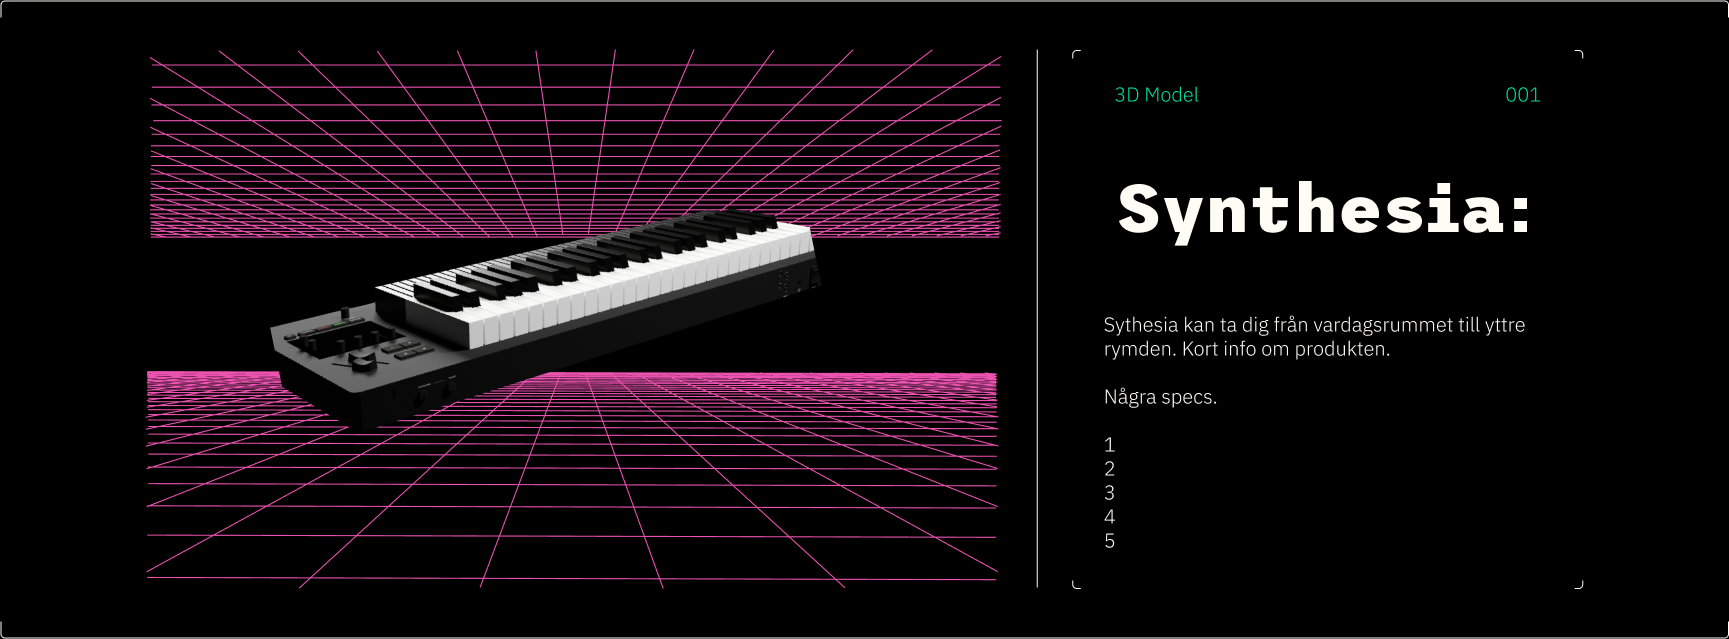 3D Model
001
Synthesia:
Sythesia kan ta dig från vardagsrummet till yttre
rymden. Kort info om produkten.
Några specs.
1
2
3
4
5